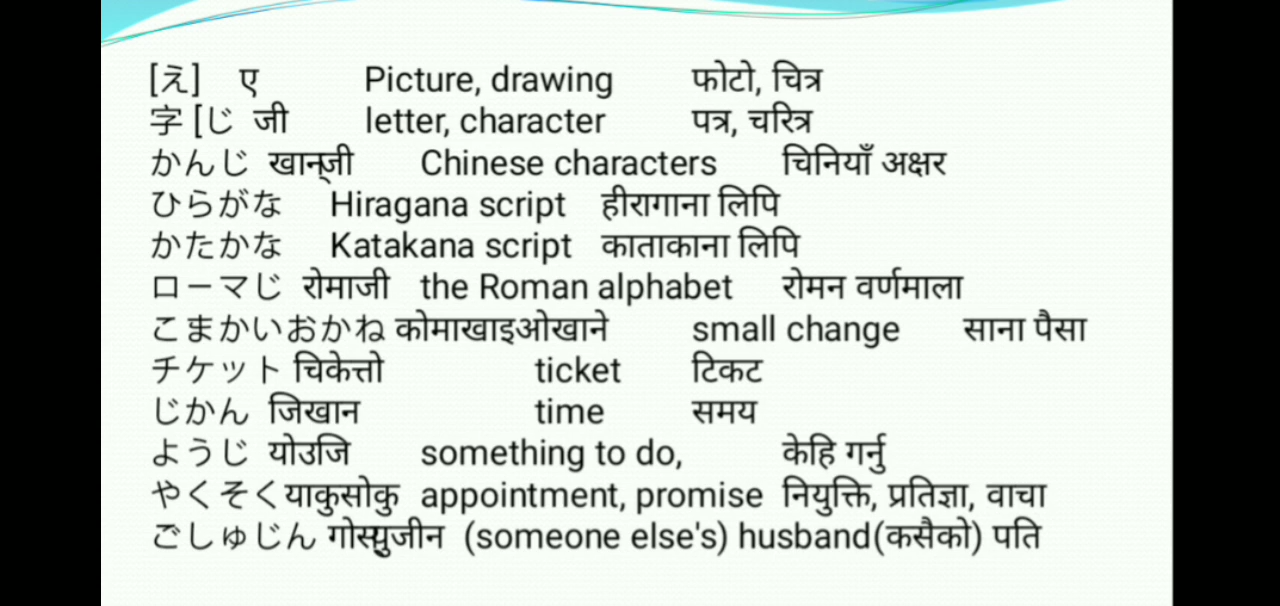 [え] ए Picture, drawing फोटो, चित्र
字 [じ जी letter, character पत्र, चरित्र
かんじ खान्जी Chinese characters चिनियाँ अक्षर
ひらがな Hiragana script हीरागाना लिपि
かたかな Katakana script काताकाना लिपि
ローマじ रोमाजी the Roman alphabet रोमन वर्णमाला
こまかいおかね कोमाखाइओखाने small change साना पैसा
チケット चिकेत्तो ticket टिकट
じかん जिखान time समय
ようじ योउजि something to do, केहि गर्नु
やくそく याकुसोकु appointment, promise नियुक्ति, प्रतिज्ञा, वाचा
ごしゅじん गोस्युजीन (someone else's) husband(कसैको) पति